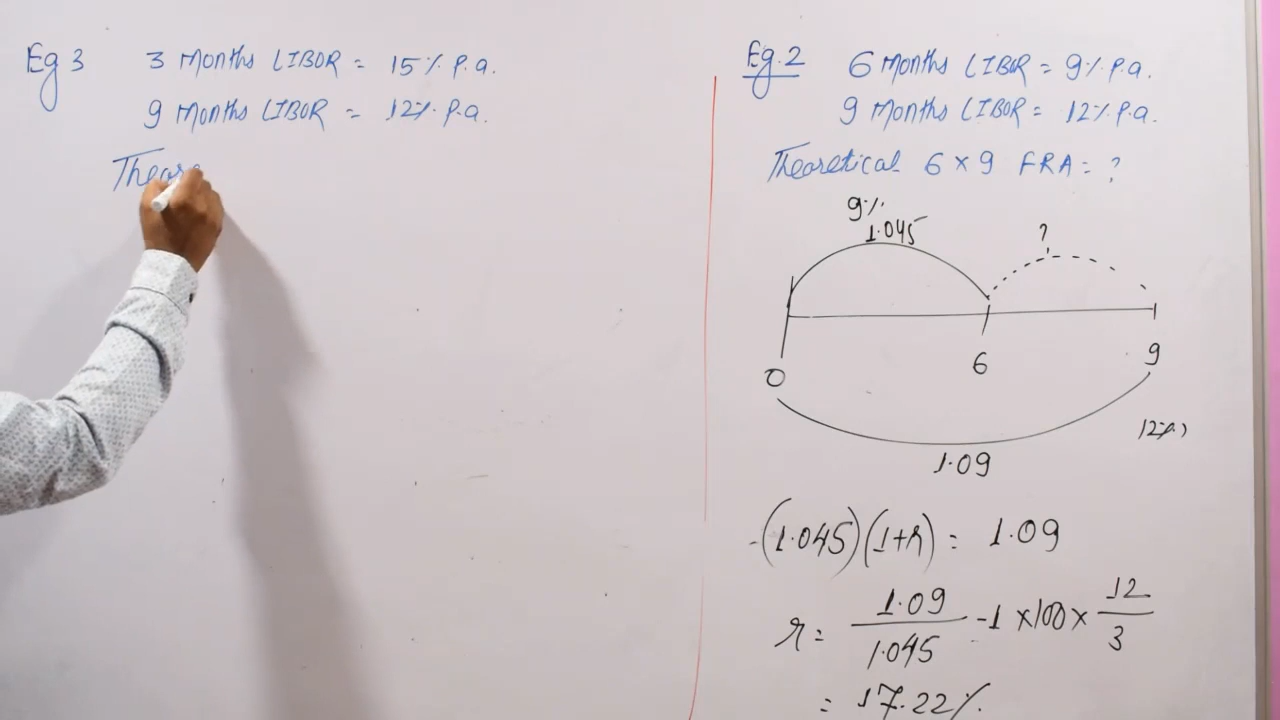 Eg 3 3 Months LIBOR = 15% P.a.
9 Months LIBOR = 12% P.a.
Eg.2 6 Months LIBOR = 9% P.a.
9 Months LIBOR = 12% P.a.
Theoretical 6 × 9 FRA = ?
9%
1.045 ?
0 6 9
12%
1.09
(1.045)(1+r) = 1.09
r = 1.09 / 1.045 -1 ×100× 12 / 3
= 17.22%